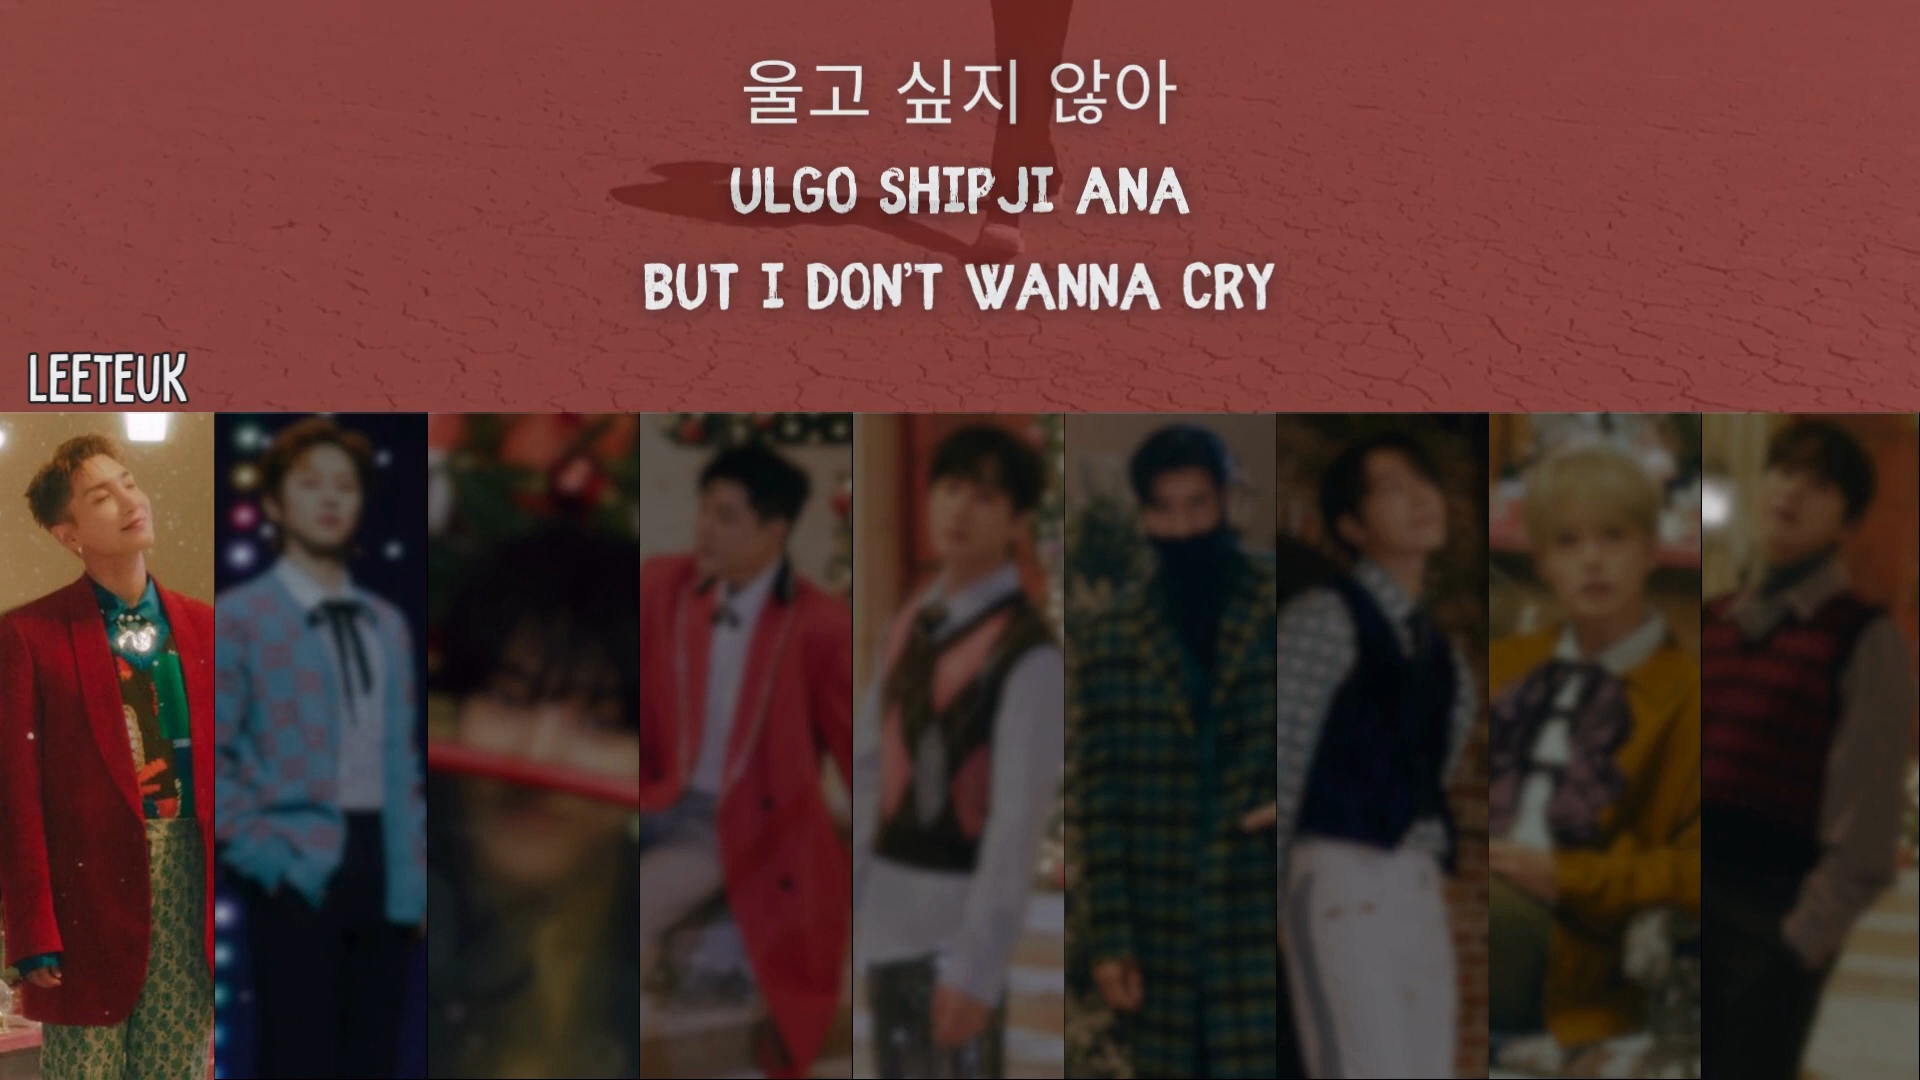 울고 싶지 않아
ULGO SHIPJI ANA
BUT I DON'T WANNA CRY
LEETEUK